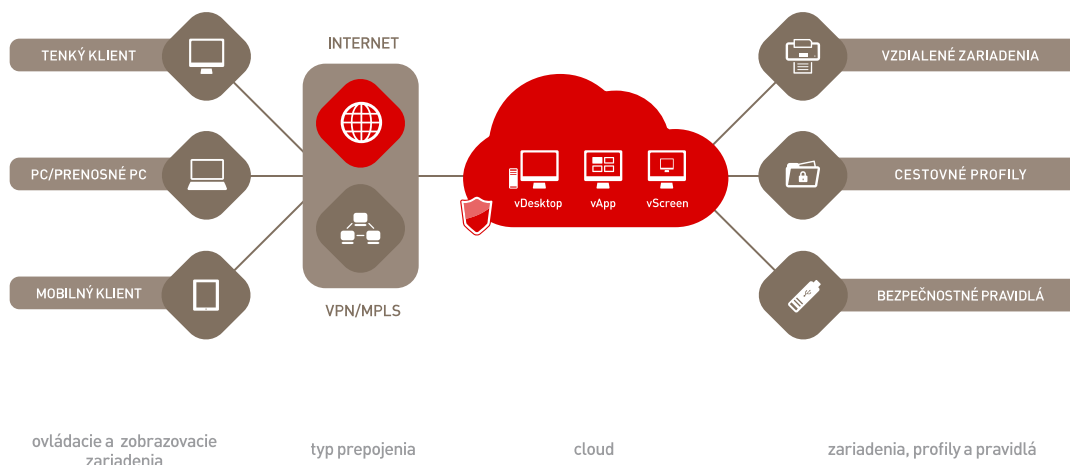 TENKÝ KLIENT
PC/PRENOSNÉ PC
MOBILNÝ KLIENT
INTERNET
VPN/MPLS
vDesktop
vApp
vScreen
VZDIALENÉ ZARIADENIA
CESTOVNÉ PROFILY
BEZPEČNOSTNÉ PRAVIDLÁ
ovládacie a zobrazovacie
zariadenia
typ prepojenia
cloud
zariadenia, profily a pravidlá